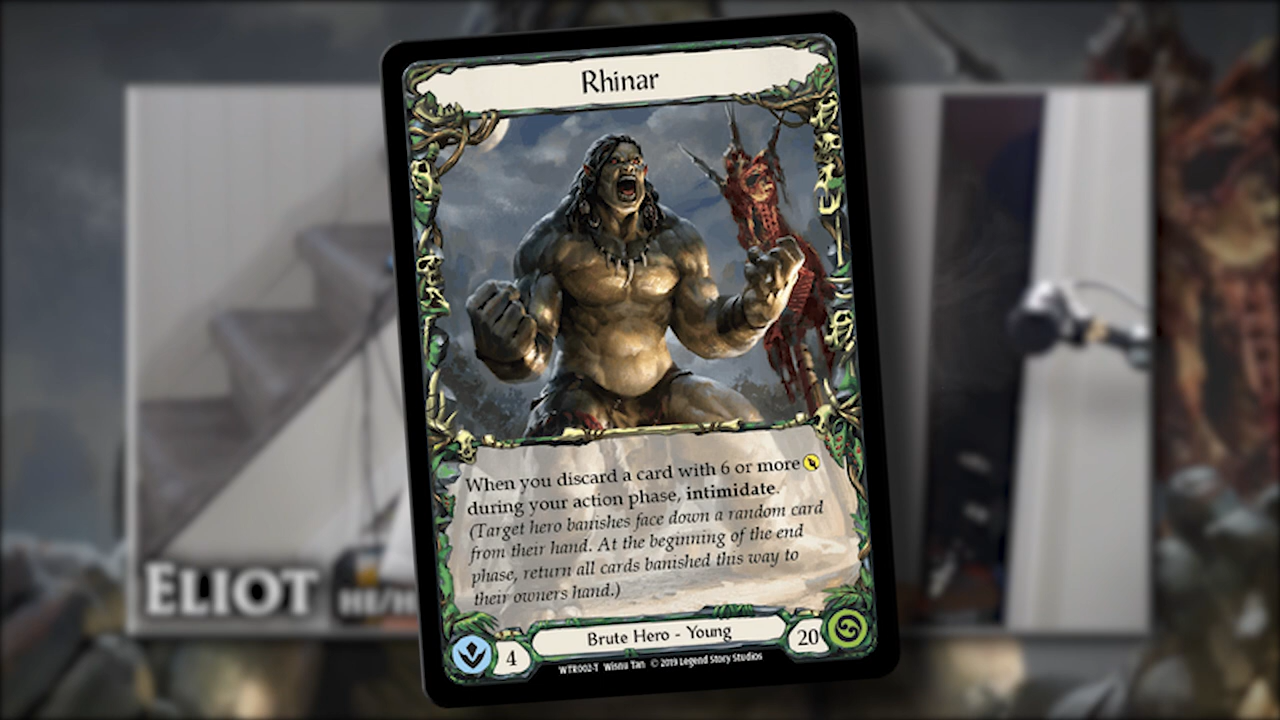 Rhinar
When you discard a card with 6 or more
during your action phase, intimidate.
(Target hero banishes face down a random card
from their hand. At the beginning of the end
phase, return all cards banished this way to
their owners hand.)
4
Brute Hero - Young
20
WTR002-T Wisnu Tan © 2019 Legend Story Studios
ELIOT